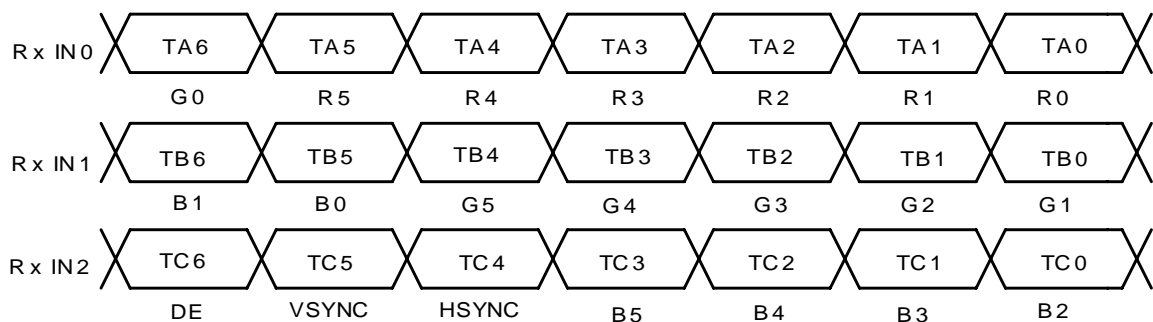 Rx IN0 TA6 TA5 TA4 TA3 TA2 TA1 TA0
G0 R5 R4 R3 R2 R1 R0
Rx IN1 TB6 TB5 TB4 TB3 TB2 TB1 TB0
B1 B0 G5 G4 G3 G2 G1
Rx IN2 TC6 TC5 TC4 TC3 TC2 TC1 TC0
DE VSYNC HSYNC B5 B4 B3 B2